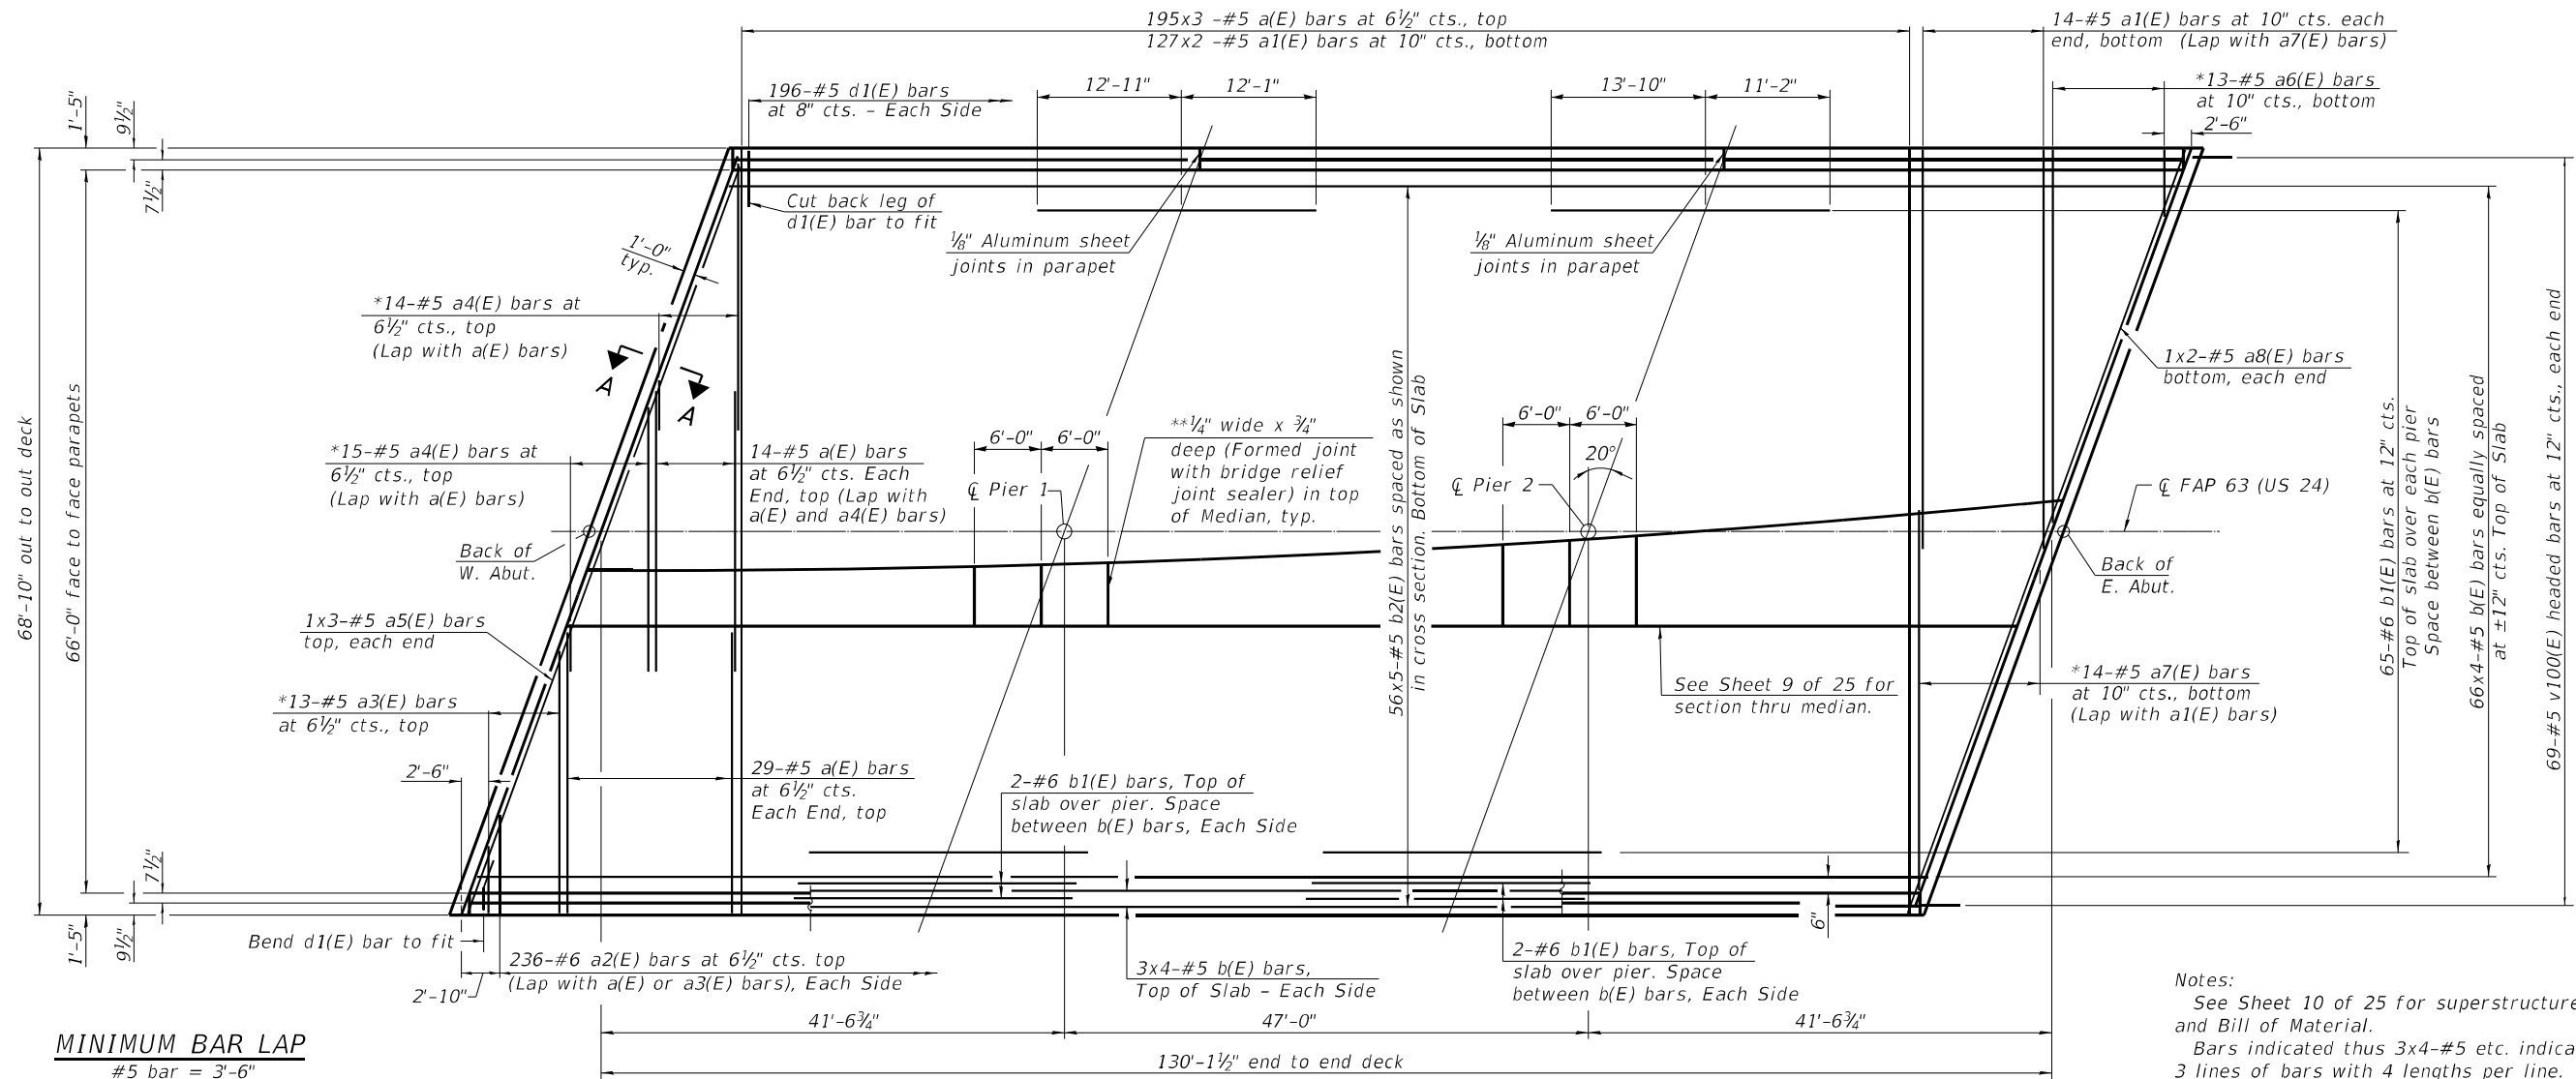 195x3 -#5 a(E) bars at 6½" cts., top
127x2 -#5 a1(E) bars at 10" cts., bottom
14-#5 a1(E) bars at 10" cts. each
end, bottom (Lap with a7(E) bars)
196-#5 d1(E) bars
at 8" cts. - Each Side
12'-11"
12'-1"
13'-10"
11'-2"
*13-#5 a6(E) bars
at 10" cts., bottom
2'-6"
1'-5"
9½"
7½"
Cut back leg of
d1(E) bar to fit
⅛" Aluminum sheet
joints in parapet
⅛" Aluminum sheet
joints in parapet
1'-0"
typ.
*14-#5 a4(E) bars at
6½" cts., top
(Lap with a(E) bars)
A
A
1x2-#5 a8(E) bars
bottom, each end
*15-#5 a4(E) bars at
6½" cts., top
(Lap with a(E) bars)
14-#5 a(E) bars
at 6½" cts. Each
End, top (Lap with
a(E) and a4(E) bars)
6'-0"
6'-0"
**¼" wide x ¾"
deep (Formed joint
with bridge relief
joint sealer) in top
of Median, typ.
6'-0"
6'-0"
20°
℄ Pier 1
℄ Pier 2
℄ FAP 63 (US 24)
Back of
W. Abut.
Back of
E. Abut.
68'-10" out to out deck
66'-0" face to face parapets
56x5-#5 b2(E) bars spaced as shown
in cross section. Bottom of Slab
65-#6 b1(E) bars at 12" cts.
Top of slab over each pier
Space between b(E) bars
66x4-#5 b(E) bars equally spaced
at ±12" cts. Top of Slab
69-#5 v100(E) headed bars at 12" cts., each end
1x3-#5 a5(E) bars
top, each end
*13-#5 a3(E) bars
at 6½" cts., top
See Sheet 9 of 25 for
section thru median.
*14-#5 a7(E) bars
at 10" cts., bottom
(Lap with a1(E) bars)
2'-6"
29-#5 a(E) bars
at 6½" cts.
Each End, top
2-#6 b1(E) bars, Top of
slab over pier. Space
between b(E) bars, Each Side
7½"
1'-5"
9½"
6"
Bend d1(E) bar to fit
236-#6 a2(E) bars at 6½" cts. top
(Lap with a(E) or a3(E) bars), Each Side
2'-10"
3x4-#5 b(E) bars,
Top of Slab - Each Side
2-#6 b1(E) bars, Top of
slab over pier. Space
between b(E) bars, Each Side
41'-6¾"
47'-0"
41'-6¾"
130'-1½" end to end deck
MINIMUM BAR LAP
#5 bar = 3'-6"
Notes:
See Sheet 10 of 25 for superstructure
and Bill of Material.
Bars indicated thus 3x4-#5 etc. indica
3 lines of bars with 4 lengths per line.